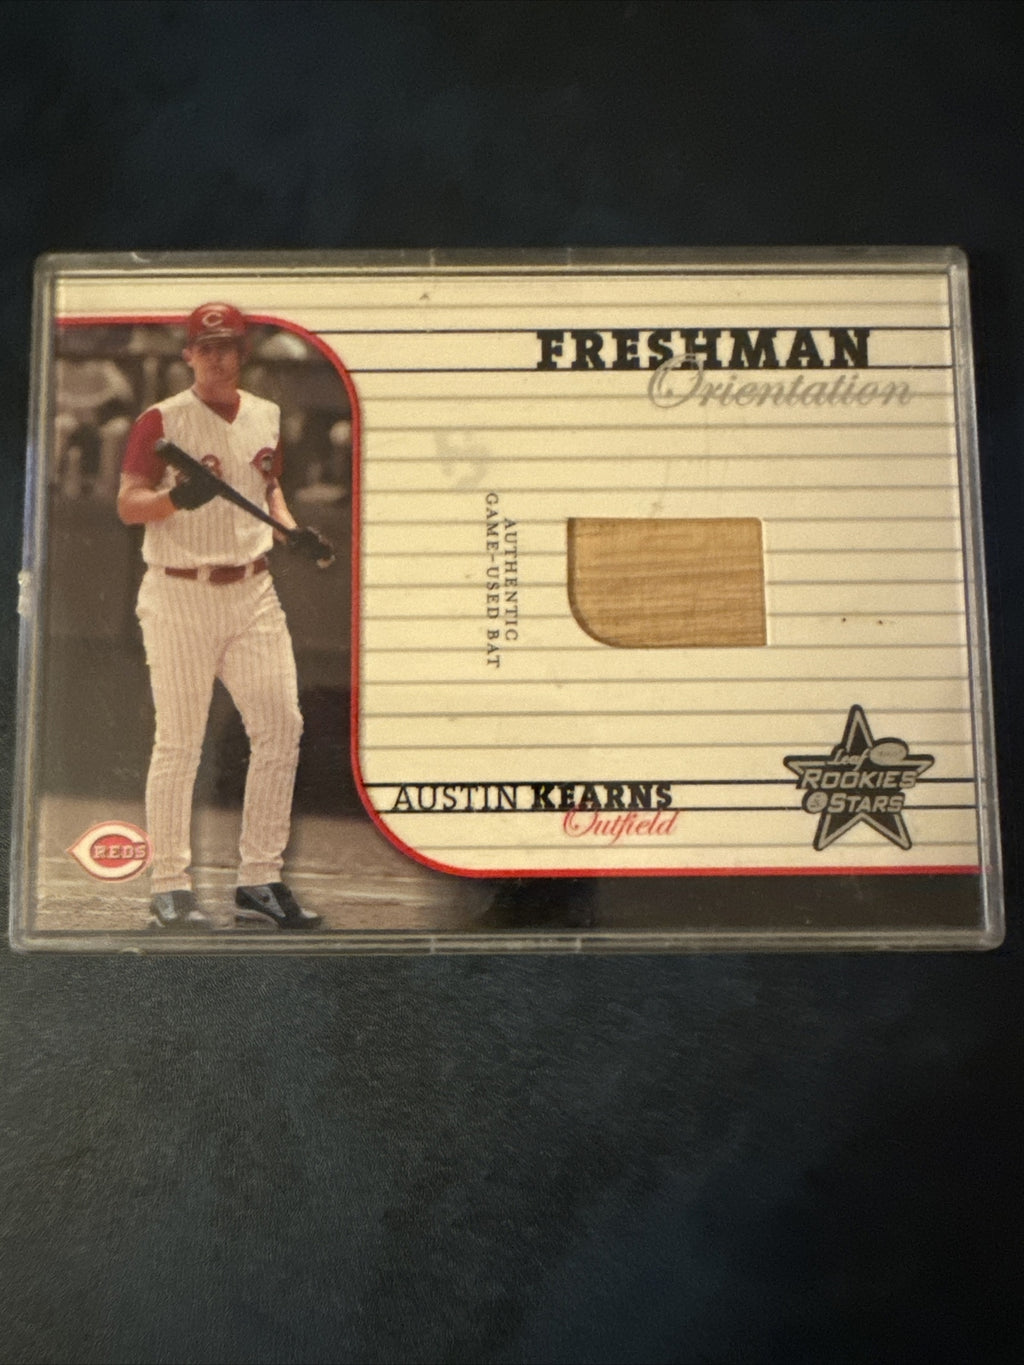 FRESHMAN
Orientation
AUTHENTIC
GAME-USED BAT
Leaf
ROOKIES
& STARS
AUSTIN KEARNS
Outfield
REDS
C